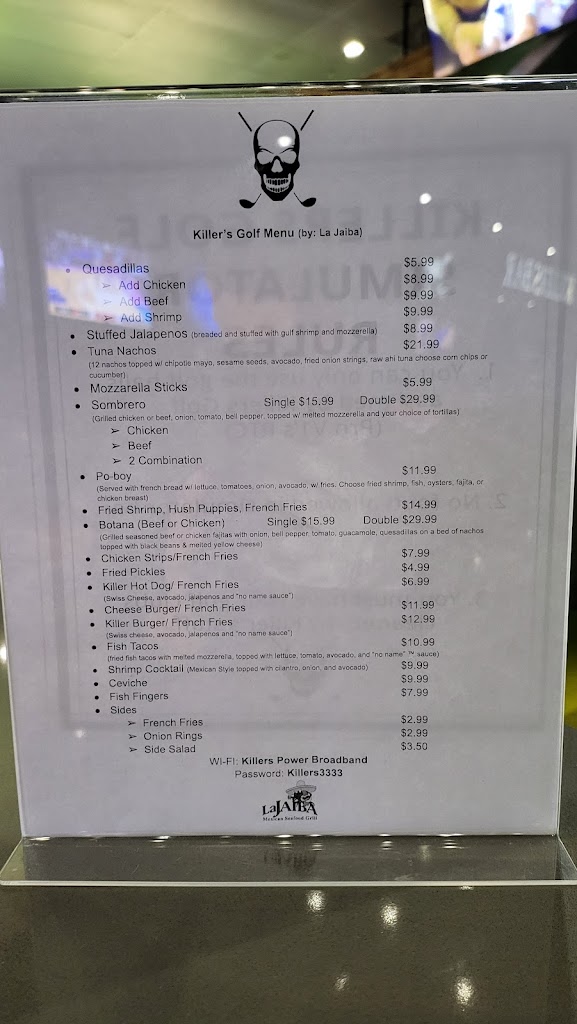 Killer's Golf Menu (by: La Jaiba)
• Quesadillas $5.99
➢ Add Chicken $8.99
➢ Add Beef $9.99
➢ Add Shrimp $9.99
• Stuffed Jalapenos (breaded and stuffed with gulf shrimp and mozzerella) $8.99
• Tuna Nachos $21.99
(12 nachos topped w/ chipotle mayo, sesame seeds, avocado, fried onion strings, raw ahi tuna choose corn chips or
cucumber)
• Mozzarella Sticks $5.99
• Sombrero Single $15.99 Double $29.99
(Grilled chicken or beef, onion, tomato, bell pepper, topped w/ melted mozzerella and your choice of tortillas)
➢ Chicken
➢ Beef
➢ 2 Combination
• Po-boy $11.99
(Served with french bread w/ lettuce, tomatoes, onion, avocado, w/ fries. Choose fried shrimp, fish, oysters, fajita, or
chicken breast)
• Fried Shrimp, Hush Puppies, French Fries $14.99
• Botana (Beef or Chicken) Single $15.99 Double $29.99
(Grilled seasoned beef or chicken fajitas with onion, bell pepper, tomato, guacamole, quesadillas on a bed of nachos
topped with black beans & melted yellow cheese)
• Chicken Strips/French Fries $7.99
• Fried Pickles $4.99
• Killer Hot Dog/ French Fries $6.99
(Swiss Cheese, avocado, jalapenos and "no name sauce")
• Cheese Burger/ French Fries $11.99
• Killer Burger/ French Fries $12.99
(Swiss cheese, avocado, jalapenos and "no name sauce")
• Fish Tacos $10.99
(fried fish tacos with melted mozzerella, topped with lettuce, tomato, avocado, and "no name" ™ sauce)
• Shrimp Cocktail (Mexican Style topped with cilantro, onion, and avocado) $9.99
• Ceviche $9.99
• Fish Fingers $7.99
• Sides
➢ French Fries $2.99
➢ Onion Rings $2.99
➢ Side Salad $3.50
WI-FI: Killers Power Broadband
Password: Killers3333
La JAIBA
Mexican Seafood Grill